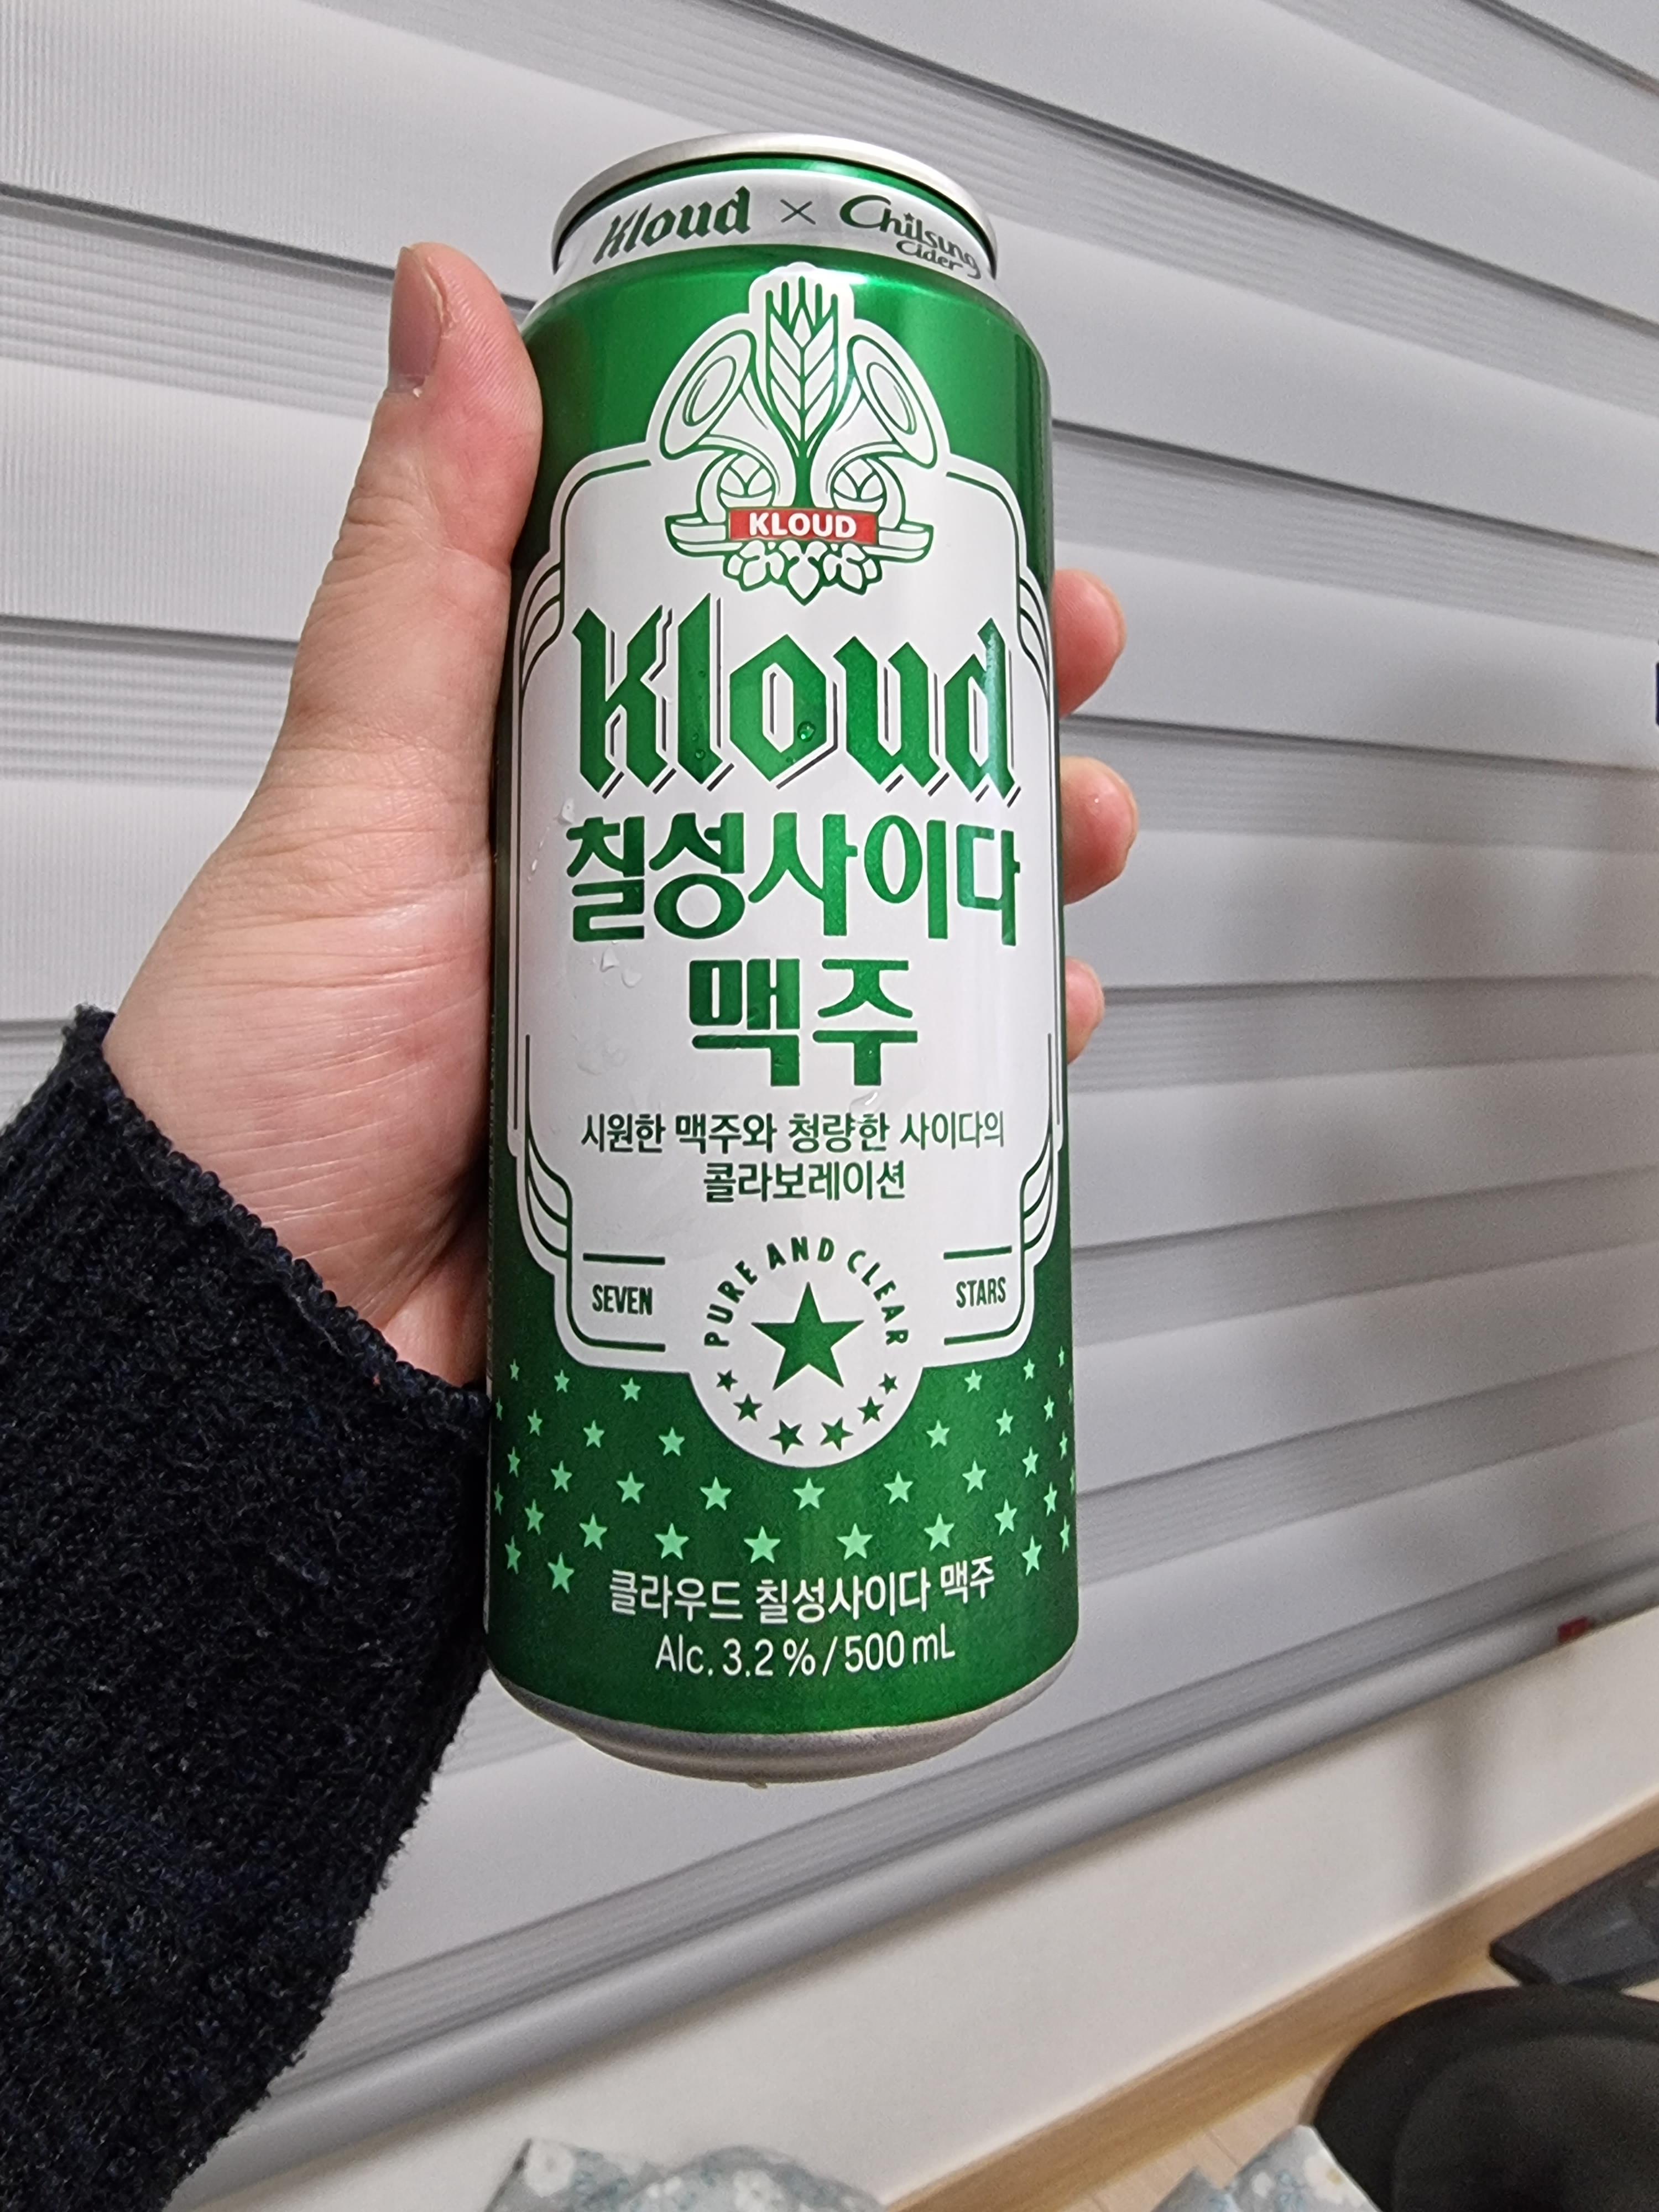 Kloud × Chilsung Cider
KLOUD
Kloud
칠성사이다
맥주
시원한 맥주와 청량한 사이다의
콜라보레이션
PURE AND CLEAR
SEVEN STARS
클라우드 칠성사이다 맥주
Alc. 3.2 % / 500 mL